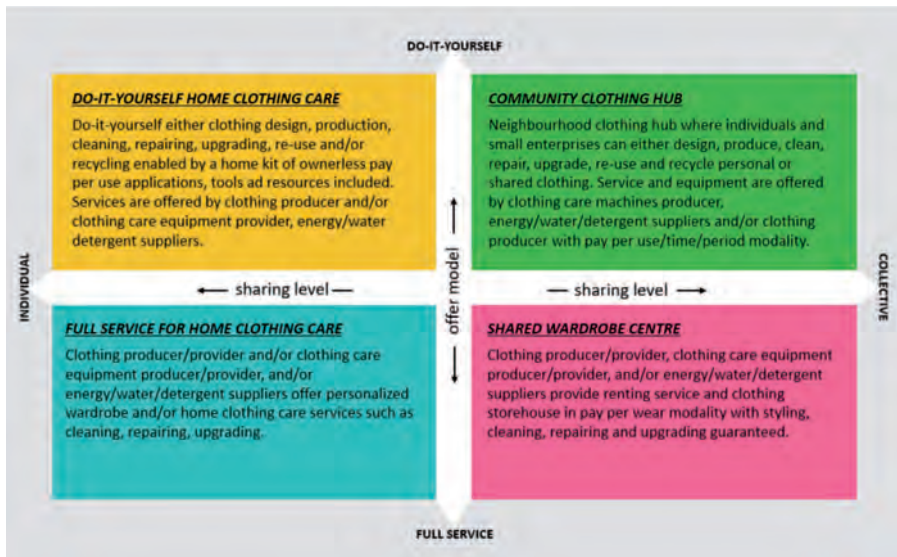 DO-IT-YOURSELF
DO-IT-YOURSELF HOME CLOTHING CARE
Do-it-yourself either clothing design, production,
cleaning, repairing, upgrading, re-use and/or
recycling enabled by a home kit of ownerless pay
per use applications, tools ad resources included.
Services are offered by clothing producer and/or
clothing care equipment provider, energy/water
detergent suppliers.
COMMUNITY CLOTHING HUB
Neighbourhood clothing hub where individuals and
small enterprises can either design, produce, clean,
repair, upgrade, re-use and recycle personal or
shared clothing. Service and equipment are offered
by clothing care machines producer,
energy/water/detergent suppliers and/or clothing
producer with pay per use/time/period modality.
INDIVIDUAL
sharing level
offer model
sharing level
COLLECTIVE
FULL SERVICE FOR HOME CLOTHING CARE
Clothing producer/provider and/or clothing care
equipment producer/provider, and/or
energy/water/detergent suppliers offer personalized
wardrobe and/or home clothing care services such as
cleaning, repairing, upgrading.
SHARED WARDROBE CENTRE
Clothing producer/provider, clothing care equipment
producer/provider, and/or energy/water/detergent
suppliers provide renting service and clothing
storehouse in pay per wear modality with styling,
cleaning, repairing and upgrading guaranteed.
FULL SERVICE